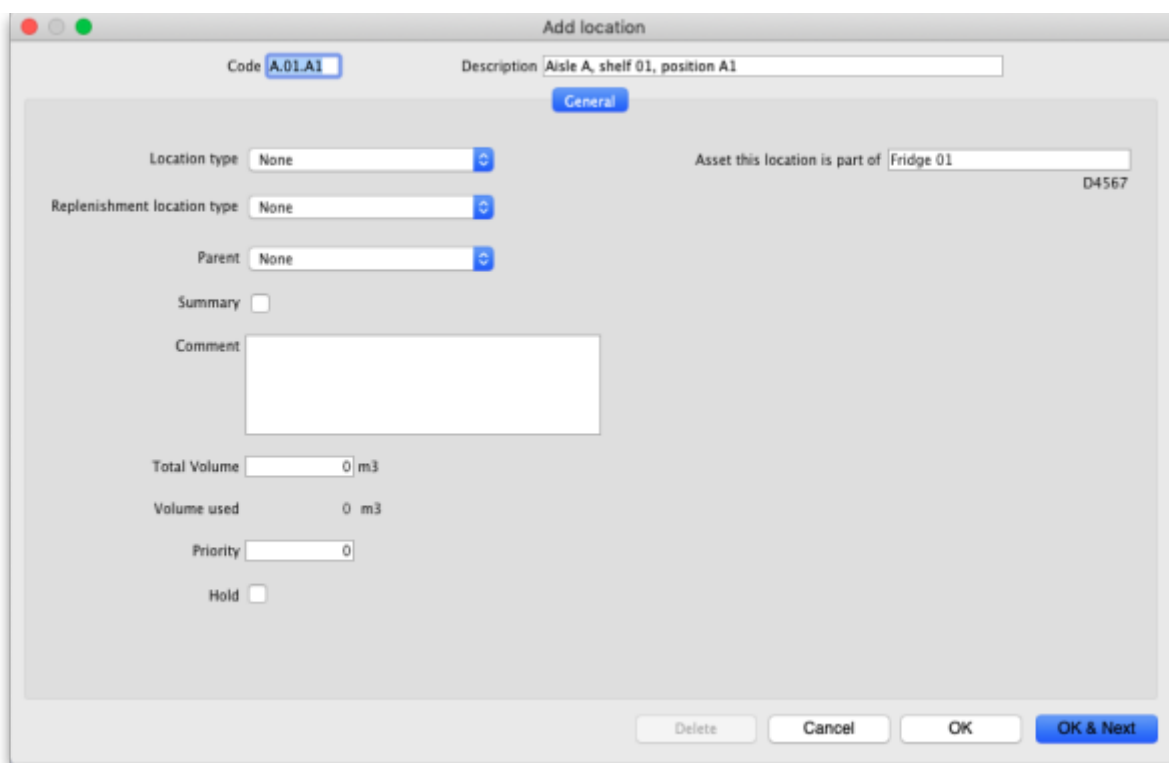 Add location
Code A.01.A1 Description Aisle A, shelf 01, position A1
General
Location type None Asset this location is part of Fridge 01
D4567
Replenishment location type None
Parent None
Summary
Comment
Total Volume 0 m3
Volume used 0 m3
Priority 0
Hold
Delete Cancel OK OK & Next